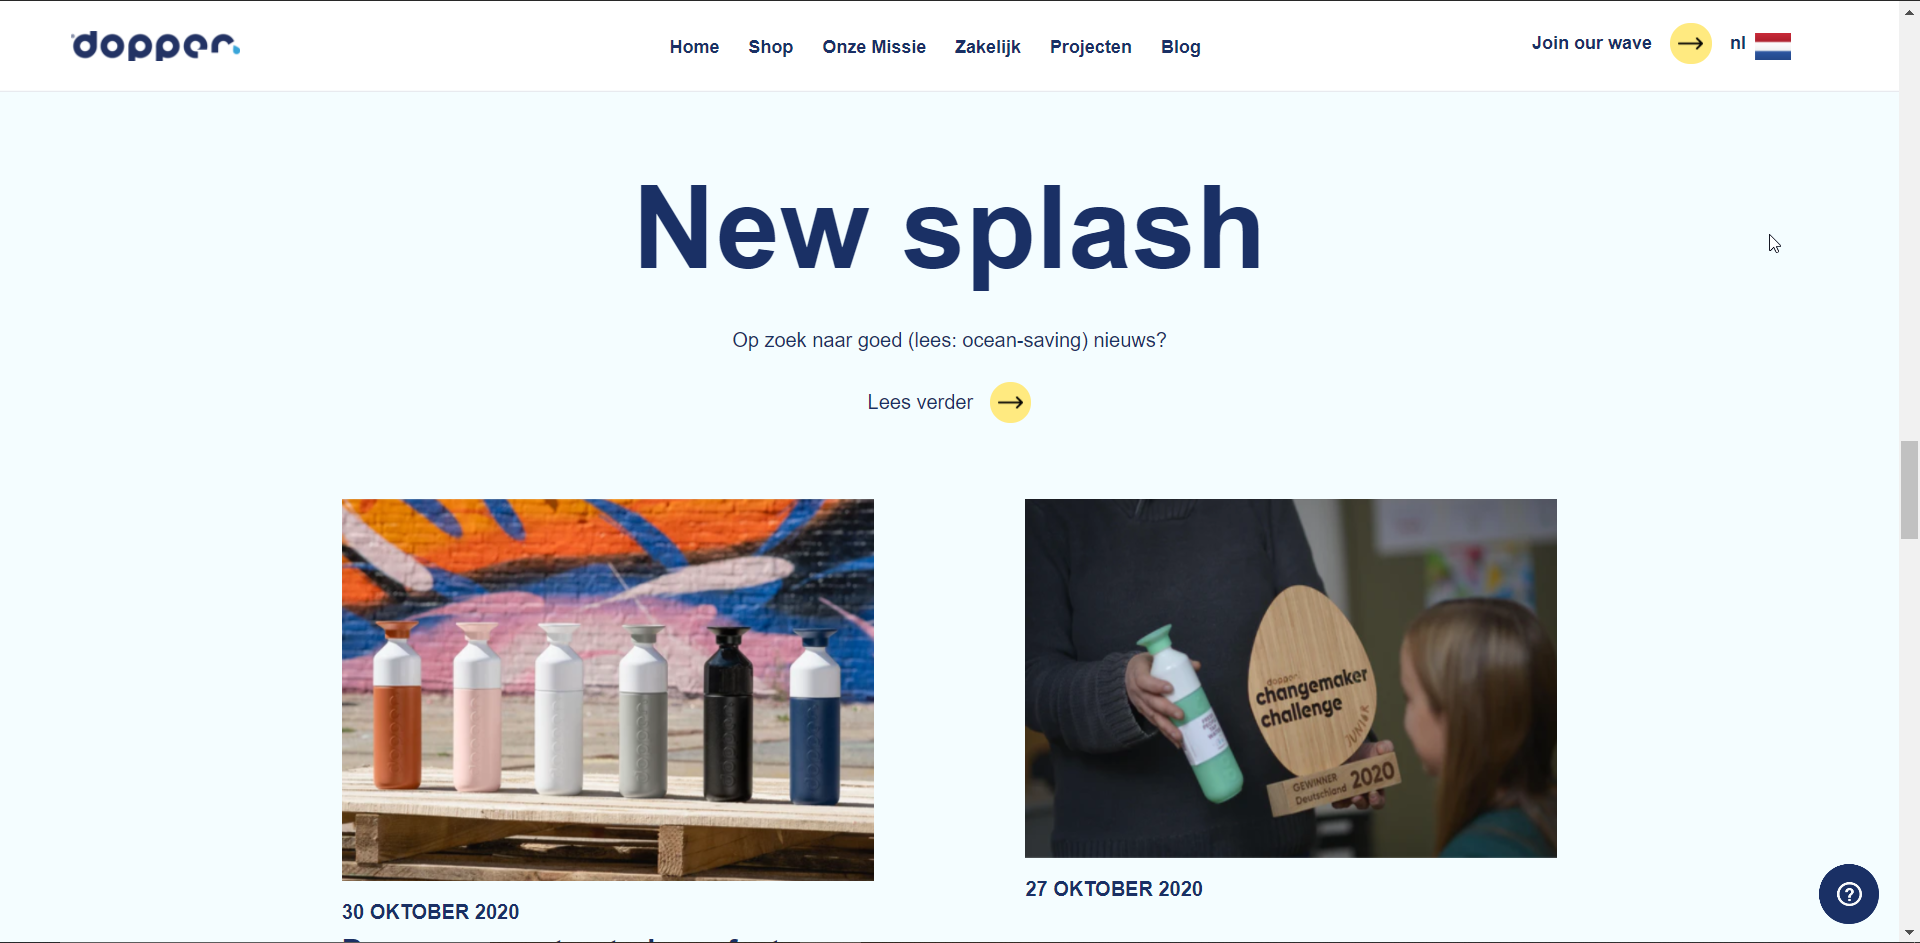 dopper
Home Shop Onze Missie Zakelijk Projecten Blog
Join our wave
nl
New splash
Op zoek naar goed (lees: ocean-saving) nieuws?
Lees verder
dopper
changemaker
challenge
JUNIOR
GEWINNER
Deutschland 2020
30 OKTOBER 2020
27 OKTOBER 2020